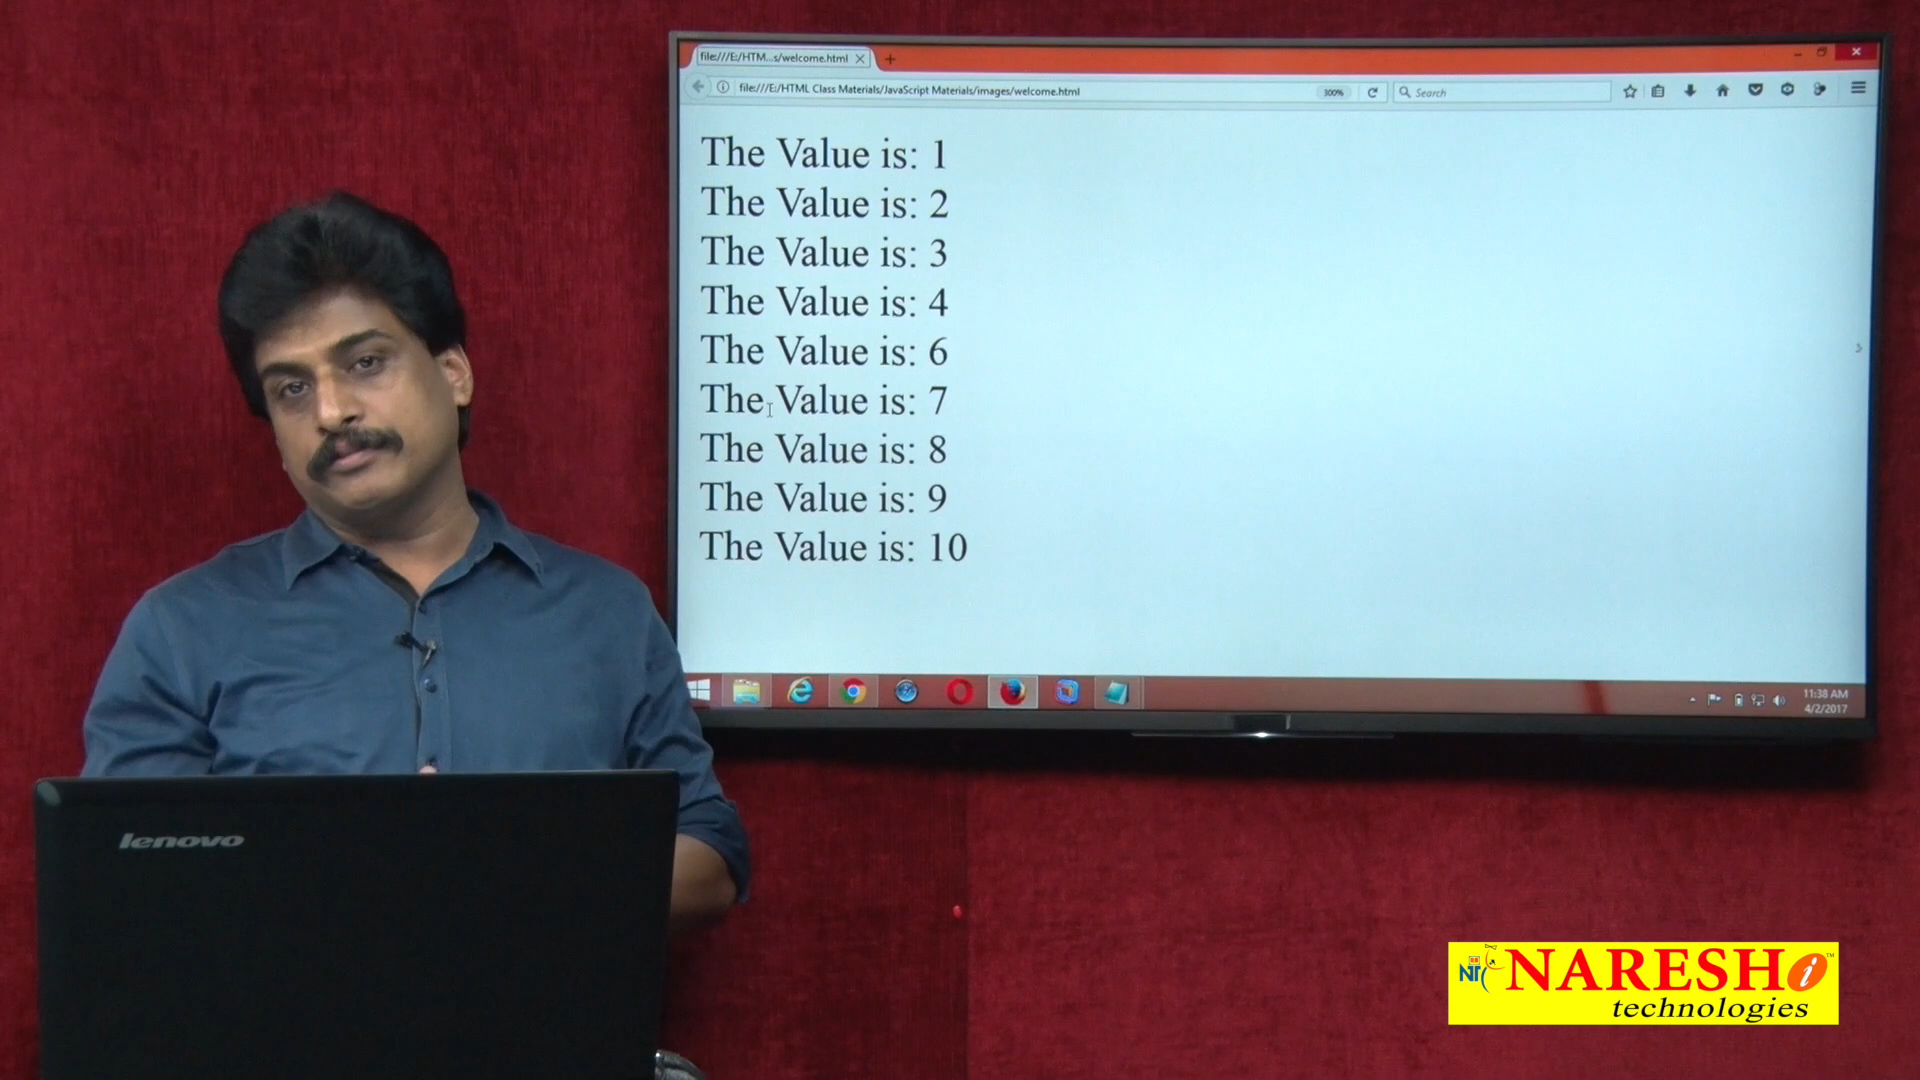 file:///E:/HTM...s/welcome.html
file:///E:/HTML Class Materials/JavaScript Materials/images/welcome.html
300%
Search
The Value is: 1
The Value is: 2
The Value is: 3
The Value is: 4
The Value is: 6
The Value is: 7
The Value is: 8
The Value is: 9
The Value is: 10
11:38 AM
4/2/2017
lenovo
NT
NARESH i ™
technologies